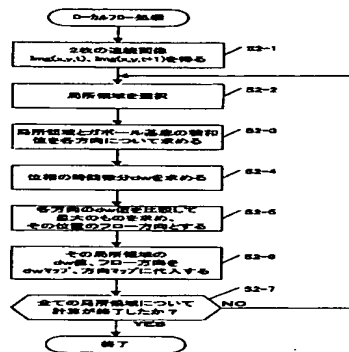 ローカルフロー処理
2枚の連続画像
Img(x,y,t), Img(x,y,t+1)を得る
S2-1
局所領域を選択
S2-2
局所領域とガボール基底の積和
値を各方向について求める
S2-3
位相の時間微分dwを求める
S2-4
各方向のdw値を比較して
最大のものを求め、
その位置のフロー方向とする
S2-5
その局所領域の
dw値、フロー方向を
dwマップ、方向マップに代入する
S2-6
全ての局所領域について
計算が終了したか?
S2-7
NO
YES
終了